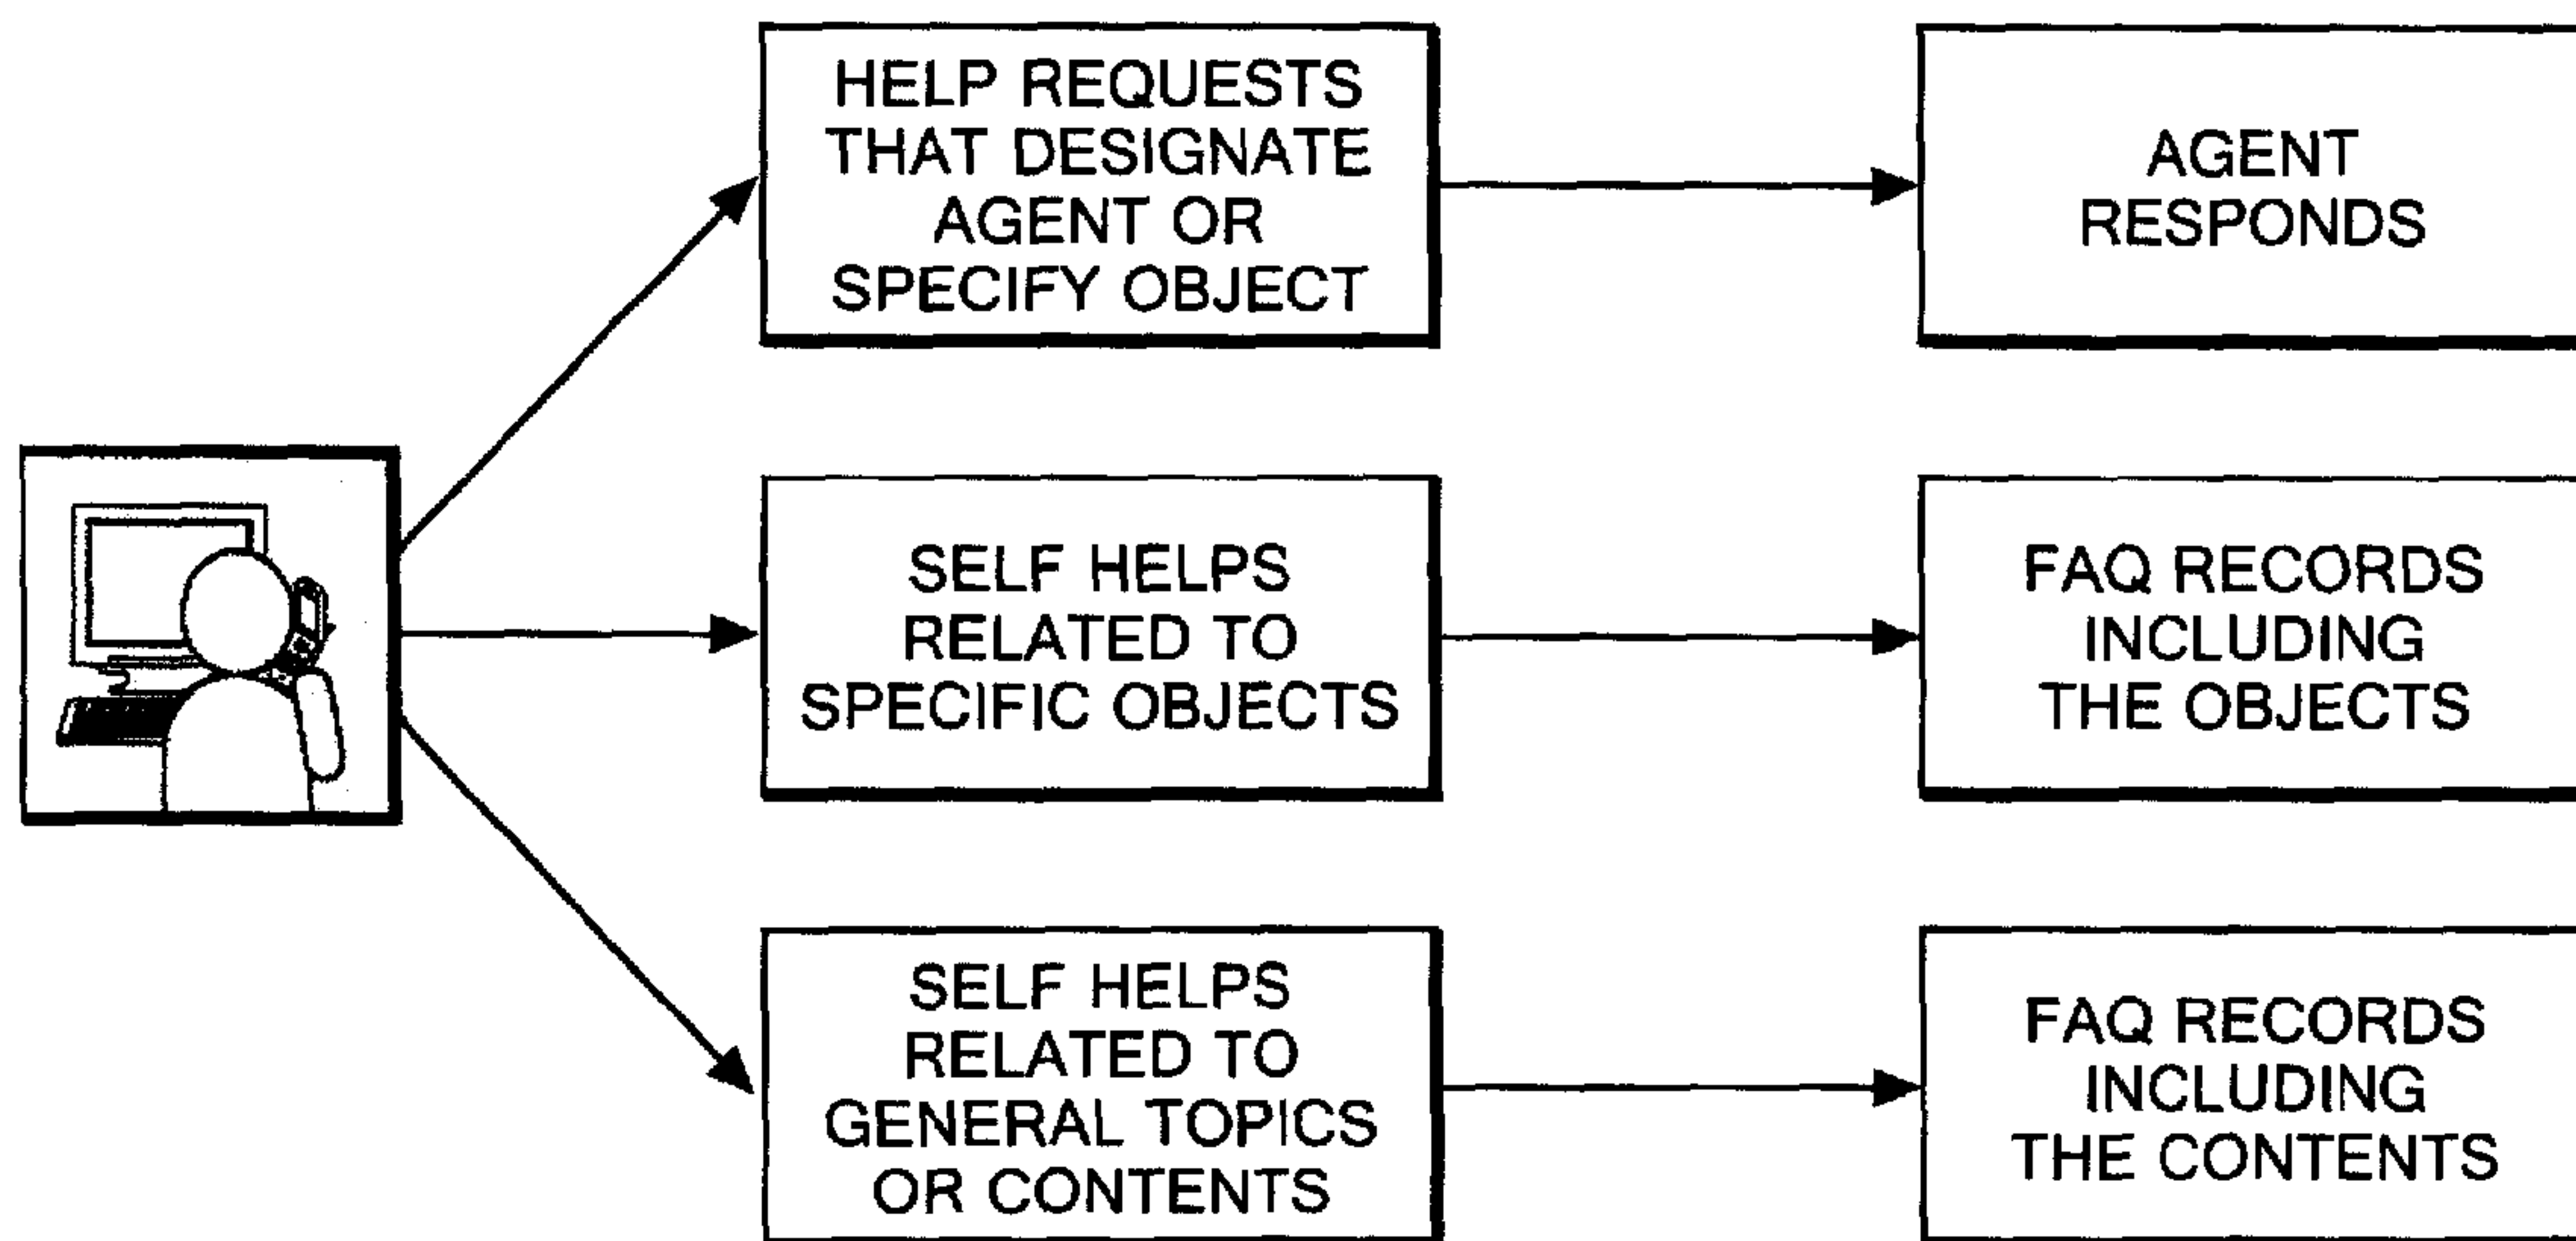 HELP REQUESTS
THAT DESIGNATE
AGENT OR
SPECIFY OBJECT
AGENT
RESPONDS
SELF HELPS
RELATED TO
SPECIFIC OBJECTS
FAQ RECORDS
INCLUDING
THE OBJECTS
SELF HELPS
RELATED TO
GENERAL TOPICS
OR CONTENTS
FAQ RECORDS
INCLUDING
THE CONTENTS